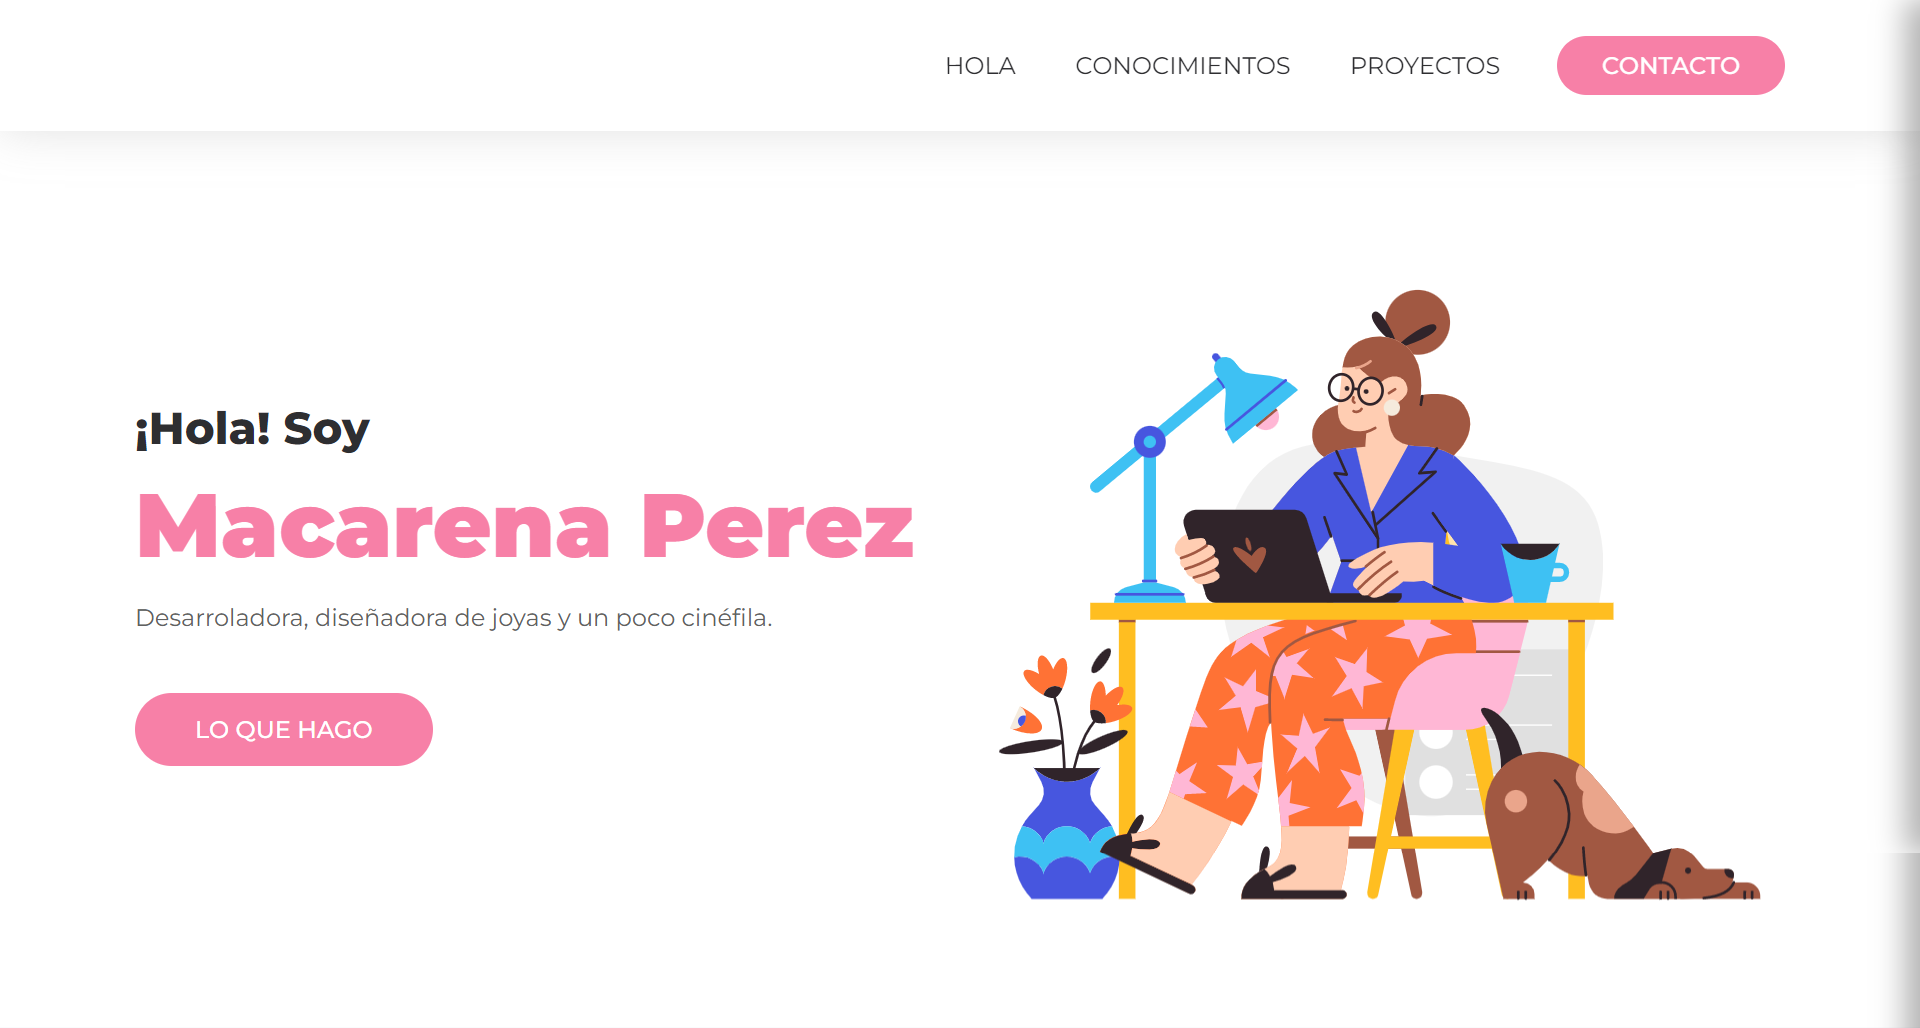 HOLA CONOCIMIENTOS PROYECTOS CONTACTO
¡Hola! Soy
Macarena Perez
Desarroladora, diseñadora de joyas y un poco cinéfila.
LO QUE HAGO